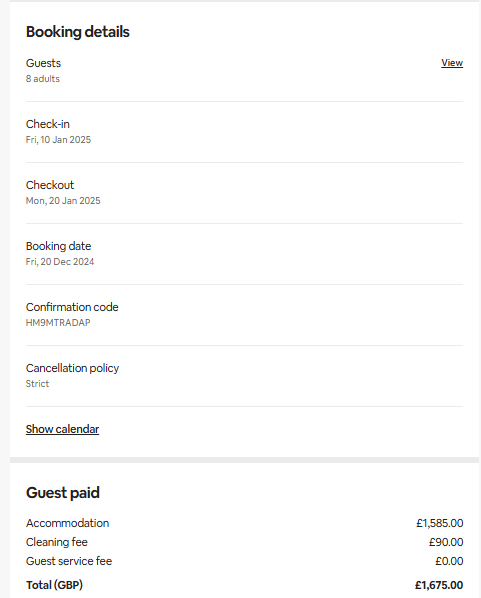 Booking details
Guests
View
8 adults
Check-in
Fri, 10 Jan 2025
Checkout
Mon, 20 Jan 2025
Booking date
Fri, 20 Dec 2024
Confirmation code
HM9MTRADAP
Cancellation policy
Strict
Show calendar
Guest paid
Accommodation £1,585.00
Cleaning fee £90.00
Guest service fee £0.00
Total (GBP) £1,675.00